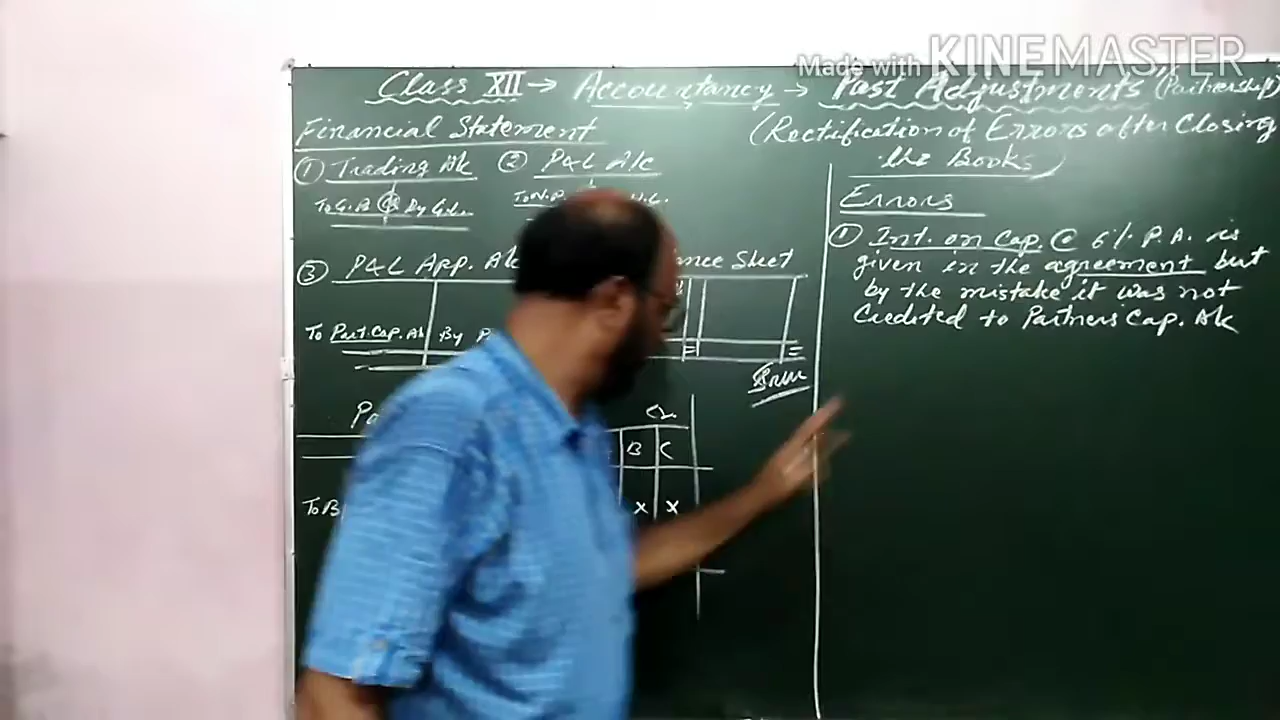 Made with KINEMASTER
Class XII → Accountancy → Past Adjustments (Partnership)
(Rectification of Errors after Closing
the Books)
Financial Statement
① Trading A/c ② P&L A/c
To G.P. By G.L.
③ P&L App. A/c
Sheet
To Part. Cap. A/c By P
Cr.
B C
X X
Errors
① Int. on Cap. @ 6% P.A. is
given in the agreement but
by the mistake it was not
Credited to Partners Cap. A/c